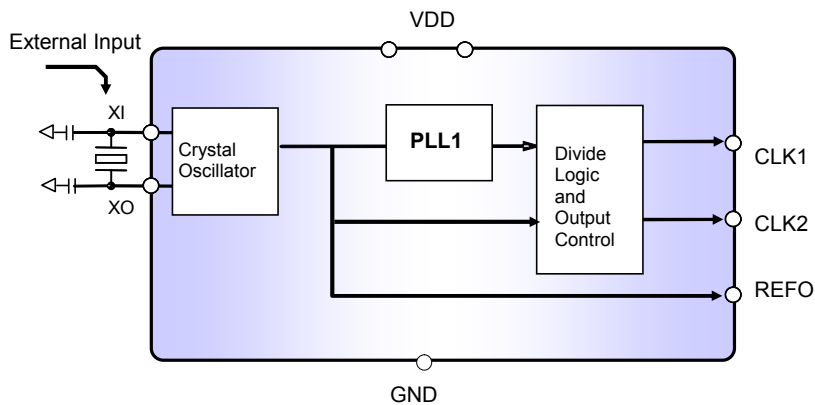 VDD
External Input
XI
XO
Crystal
Oscillator
PLL1
Divide
Logic
and
Output
Control
CLK1
CLK2
REFO
GND